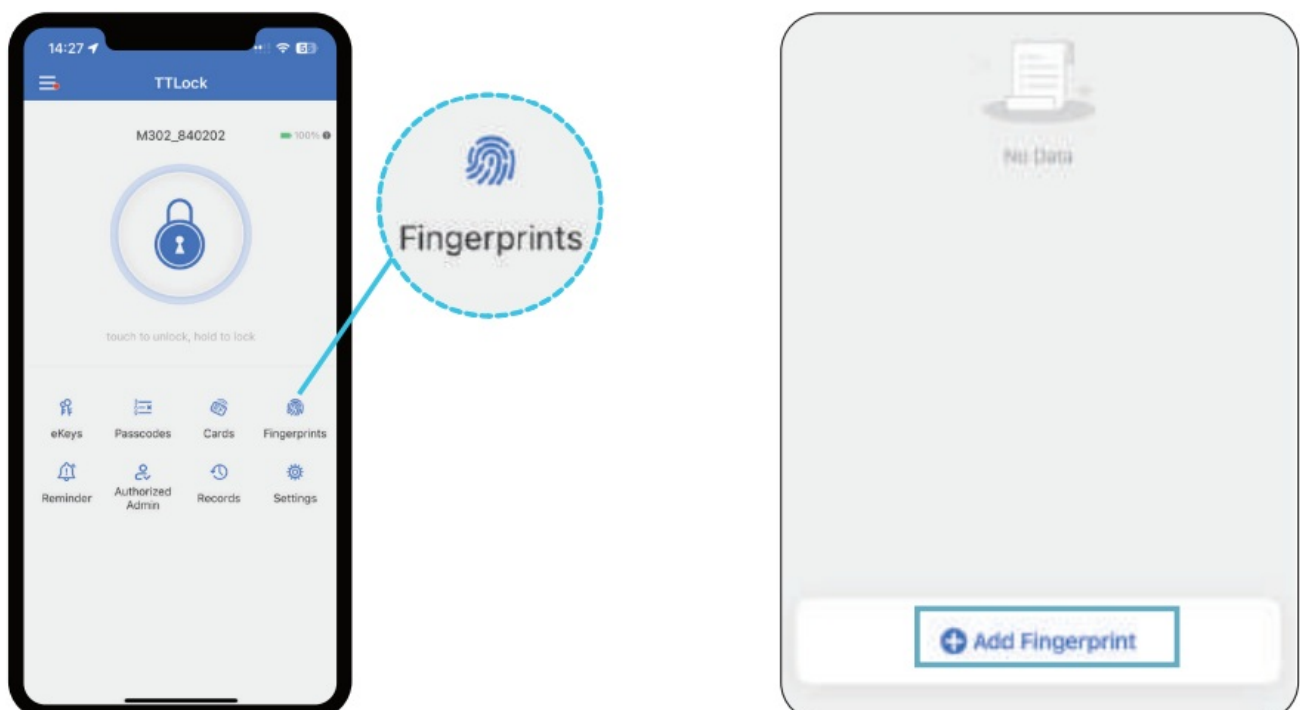 14:27
TTLock
M302_840202
100%
touch to unlock, hold to lock
eKeys
Passcodes
Cards
Fingerprints
Reminder
Authorized
Admin
Records
Settings
Fingerprints
No Data
Add Fingerprint